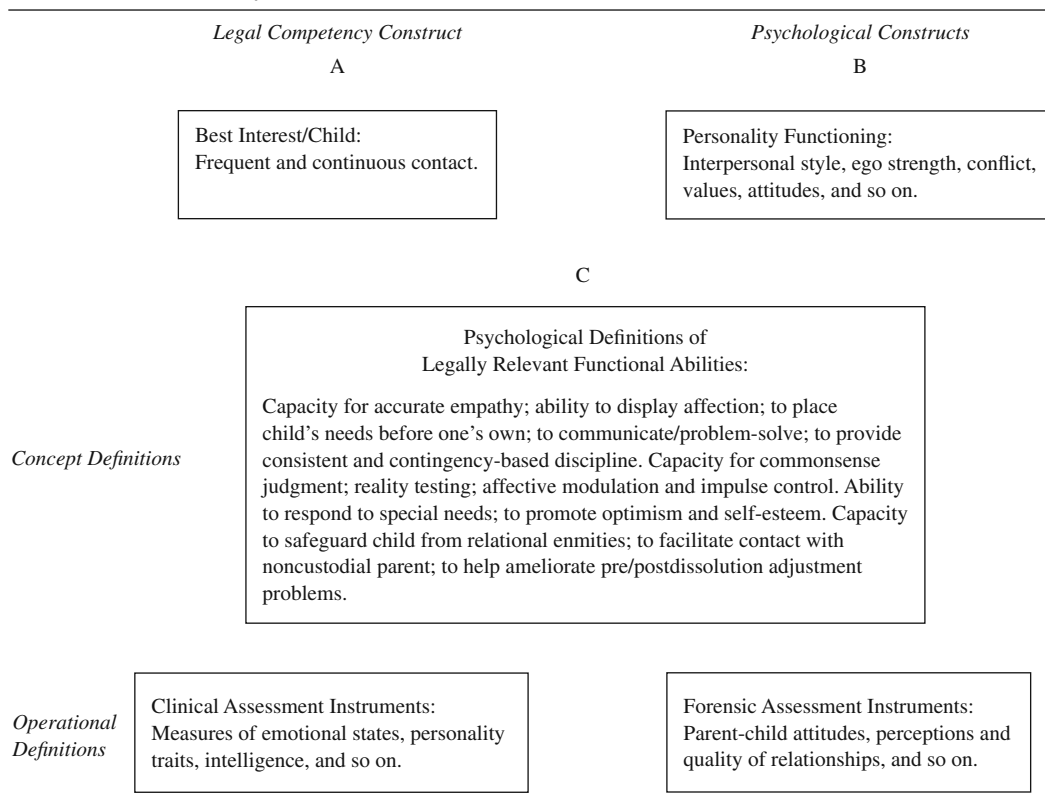 Legal Competency Construct
Psychological Constructs
A
B
Best Interest/Child:
Frequent and continuous contact.
Personality Functioning:
Interpersonal style, ego strength, conflict,
values, attitudes, and so on.
C
Psychological Definitions of
Legally Relevant Functional Abilities:
Concept Definitions
Capacity for accurate empathy; ability to display affection; to place
child's needs before one's own; to communicate/problem-solve; to provide
consistent and contingency-based discipline. Capacity for commonsense
judgment; reality testing; affective modulation and impulse control. Ability
to respond to special needs; to promote optimism and self-esteem. Capacity
to safeguard child from relational enmities; to facilitate contact with
noncustodial parent; to help ameliorate pre/postdissolution adjustment
problems.
Operational
Definitions
Clinical Assessment Instruments:
Measures of emotional states, personality
traits, intelligence, and so on.
Forensic Assessment Instruments:
Parent-child attitudes, perceptions and
quality of relationships, and so on.